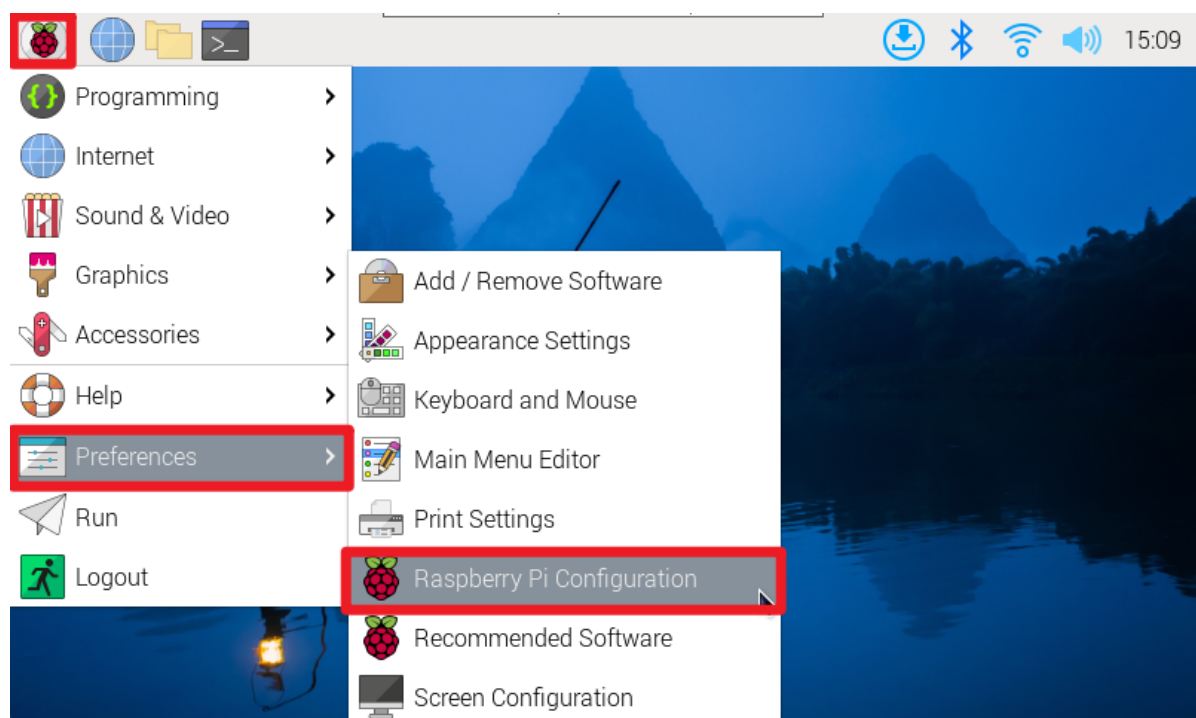 >_
15:09
Programming
Internet
Sound & Video
Graphics
Accessories
Help
Preferences
Run
Logout
Add / Remove Software
Appearance Settings
Keyboard and Mouse
Main Menu Editor
Print Settings
Raspberry Pi Configuration
Recommended Software
Screen Configuration